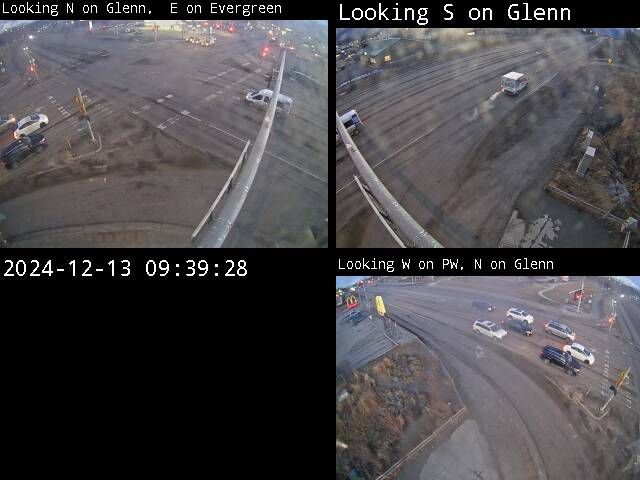 Looking N on Glenn,  E on Evergreen
Looking S on Glenn
2024-12-13 09:39:28
Looking W on PW, N on Glenn